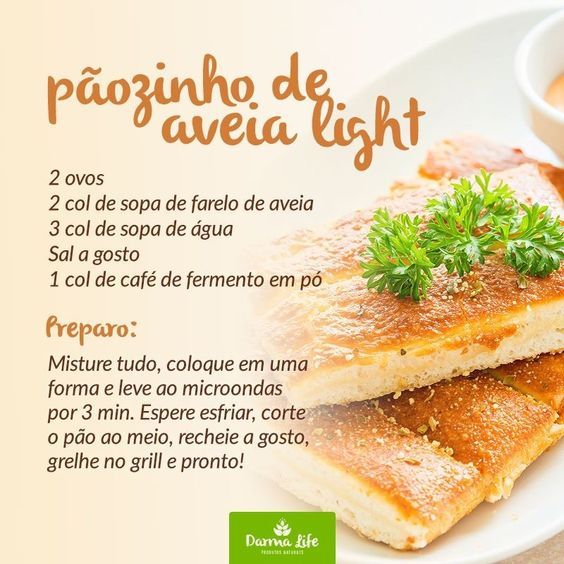 pãozinho de
aveia light
2 ovos
2 col de sopa de farelo de aveia
3 col de sopa de água
Sal a gosto
1 col de café de fermento em pó
Preparo:
Misture tudo, coloque em uma
forma e leve ao microondas
por 3 min. Espere esfriar, corte
o pão ao meio, recheie a gosto,
grelhe no grill e pronto!
Darma Life
PRODUTOS NATURAIS